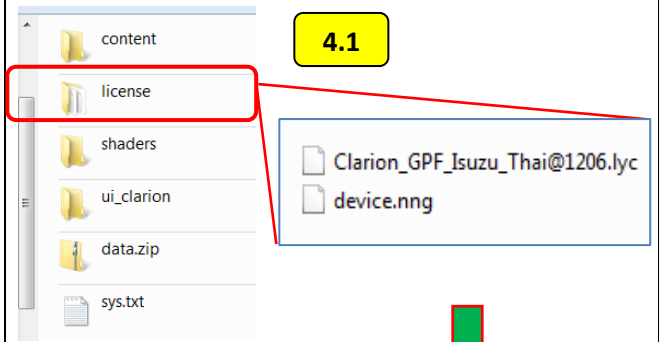 content
4.1
license
shaders
Clarion_GPF_Isuzu_Thai@1206.lyc
device.nng
ui_clarion
data.zip
sys.txt